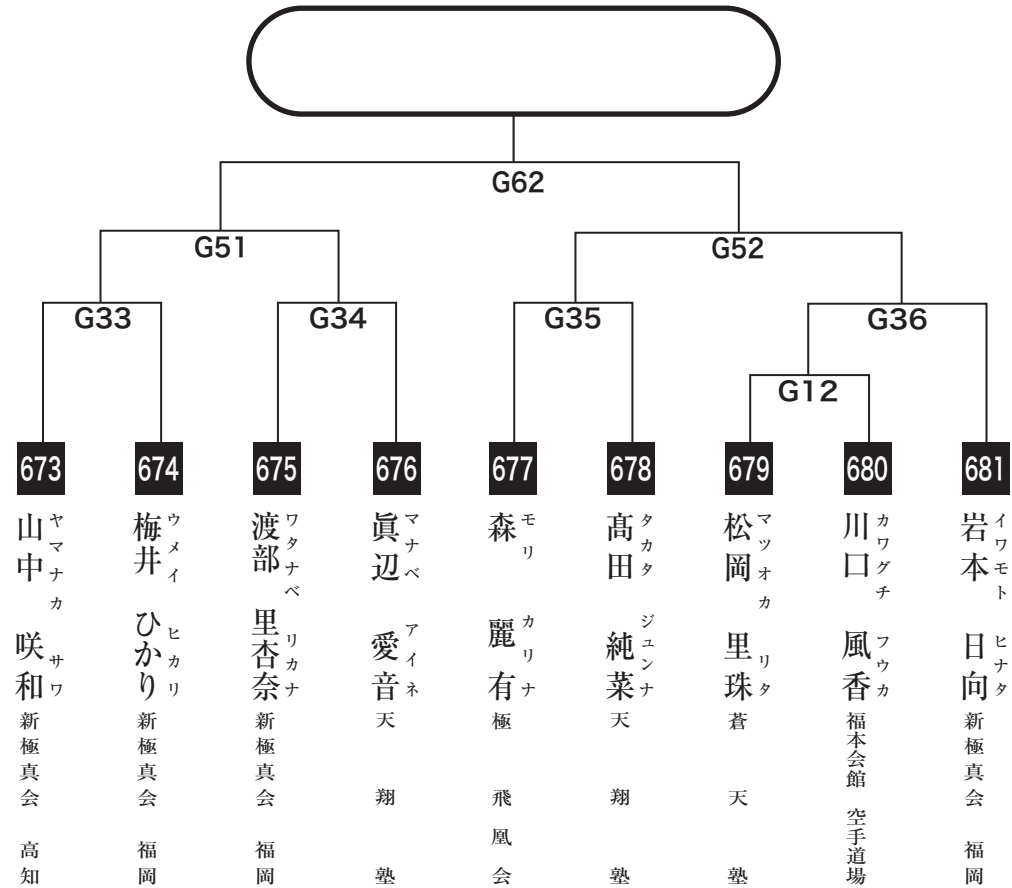 G62
G51
G52
G33
G34
G35
G36
G12
673
山中 咲和
ヤマナカ サワ
新極真会 高知
674
梅井 ひかり
ウメイ ヒカリ
新極真会 福岡
675
渡部 里杏奈
ワタナベ リカナ
新極真会 福岡
676
眞辺 愛音
マナベ アイネ
天翔塾
677
森 麗有
モリ カリナ
極飛凰会
678
髙田 純菜
タカタ ジュンナ
天翔塾
679
松岡 里珠
マツオカ リタ
蒼天塾
680
川口 風香
カワグチ フウカ
福本会館 空手道場
681
岩本 日向
イワモト ヒナタ
新極真会 福岡